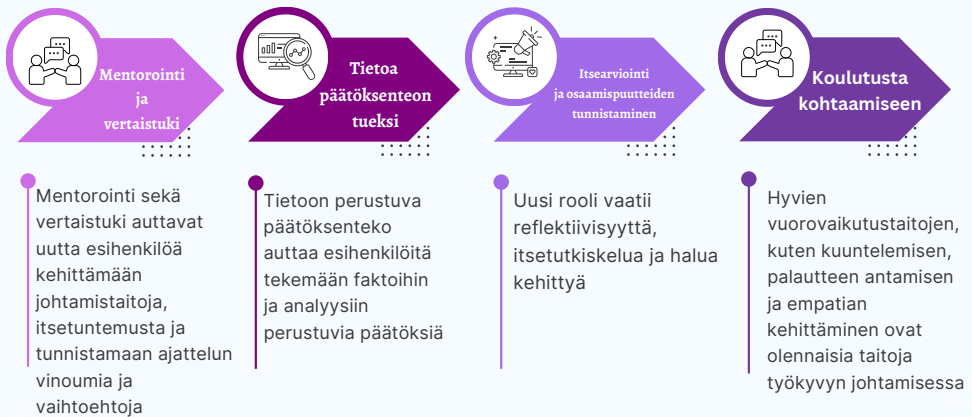 Mentorointi
ja
vertaistuki
Mentorointi sekä
vertaistuki auttavat
uutta esihenkilöä
kehittämään
johtamistaitoja,
itsetuntemusta ja
tunnistamaan ajattelun
vinoumia ja
vaihtoehtoja
Tietoa
päätöksenteon
tueksi
Tietoon perustuva
päätöksenteko
auttaa esihenkilöitä
tekemään faktoihin
ja analyysiin
perustuvia päätöksiä
Itsearviointi
ja osaamispuutteiden
tunnistaminen
Uusi rooli vaatii
reflektiivisyyttä,
itsetutkiskelua ja halua
kehittyä
Koulutusta
kohtaamiseen
Hyvien
vuorovaikutustaitojen,
kuten kuuntelemisen,
palautteen antamisen
ja empatian
kehittäminen ovat
olennaisia taitoja
työkyvyn johtamisessa